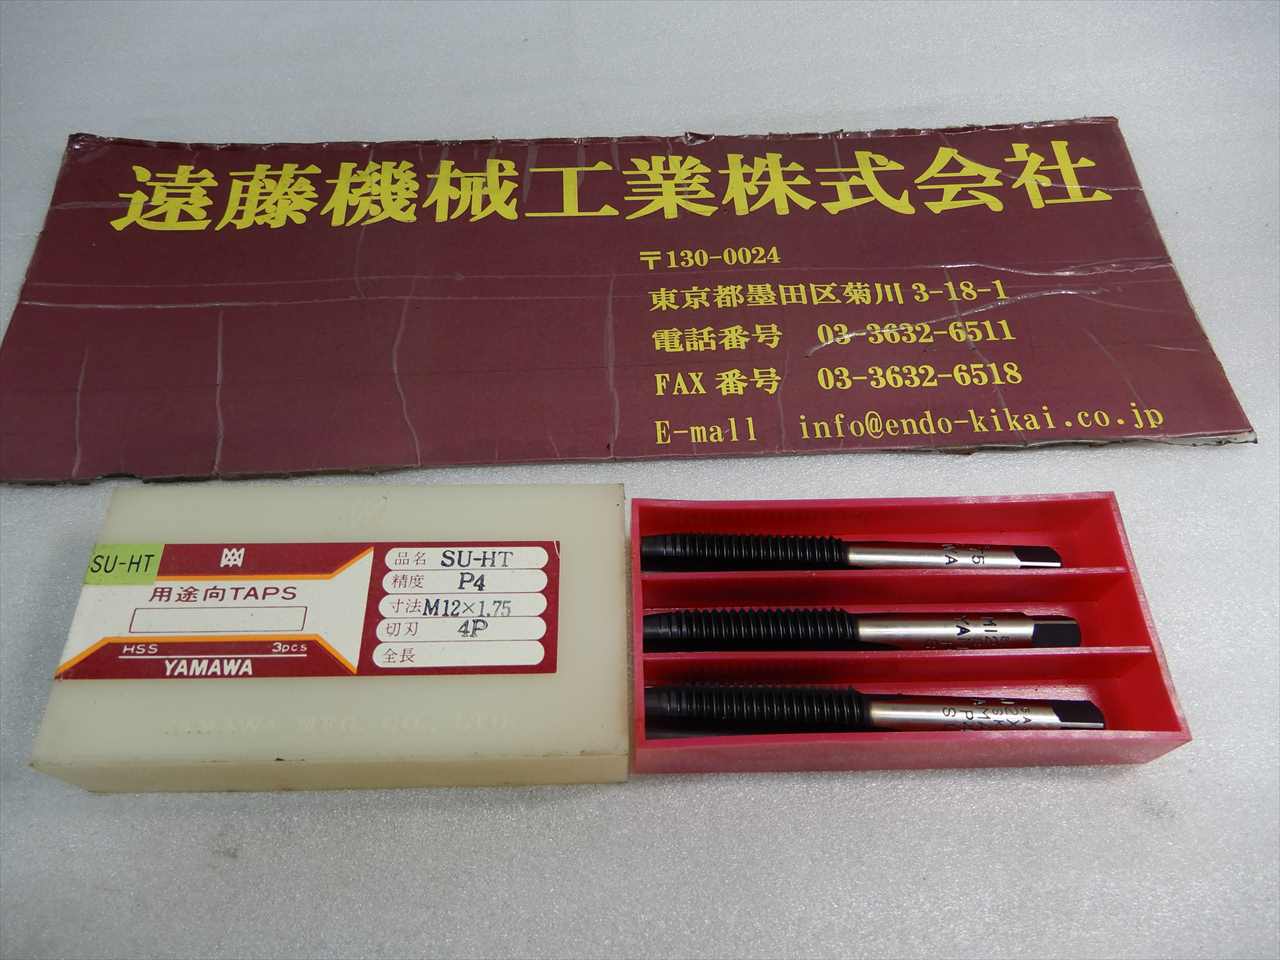 遠藤機械工業株式会社
〒130-0024
東京都墨田区菊川3-18-1
電話番号 03-3632-6511
FAX番号 03-3632-6518
E-mall info@endo-kikai.co.jp
SU-HT
用途向TAPS
HSS 3pcs
YAMAWA
品名 SU-HT
精度 P4
寸法 M12×1.75
切刃 4P
全長